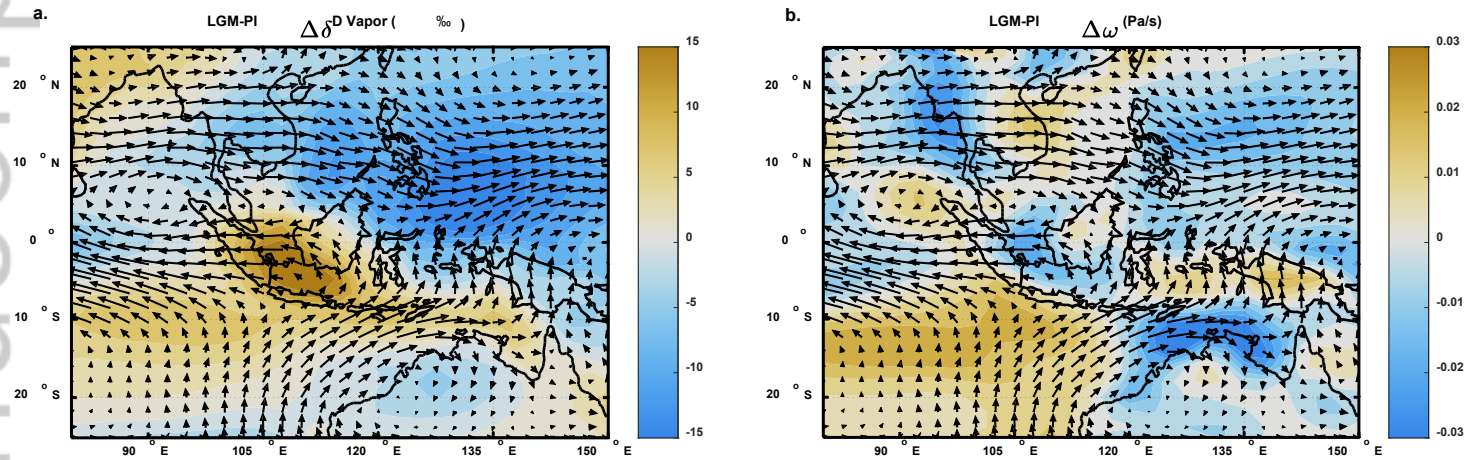 a.
LGM-PI Δδ D Vapor ( ‰ )
20 ° N
10 ° N
0 °
10 ° S
20 ° S
90 ° E 105 ° E 120 ° E 135 ° E 150 ° E
15
10
5
0
-5
-10
-15
b.
LGM-PI Δω (Pa/s)
20 ° N
10 ° N
0 °
10 ° S
20 ° S
90 ° E 105 ° E 120 ° E 135 ° E 150 ° E
0.03
0.02
0.01
0
-0.01
-0.02
-0.03